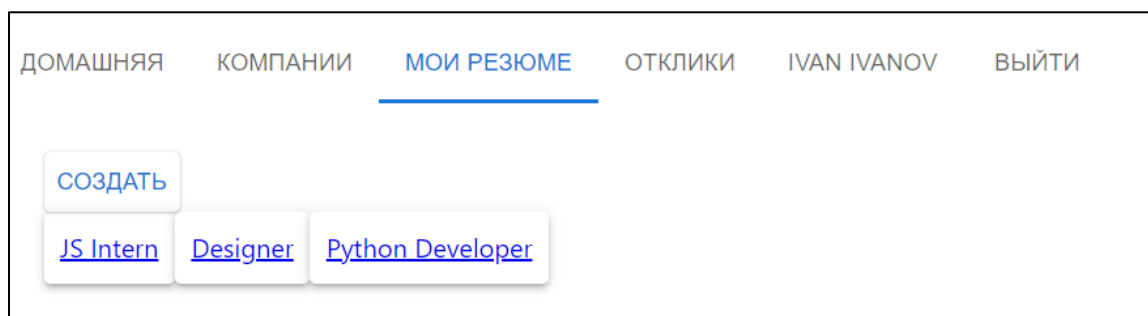 ДОМАШНЯЯ КОМПАНИИ МОИ РЕЗЮМЕ ОТКЛИКИ IVAN IVANOV ВЫЙТИ
СОЗДАТЬ
JS Intern Designer Python Developer